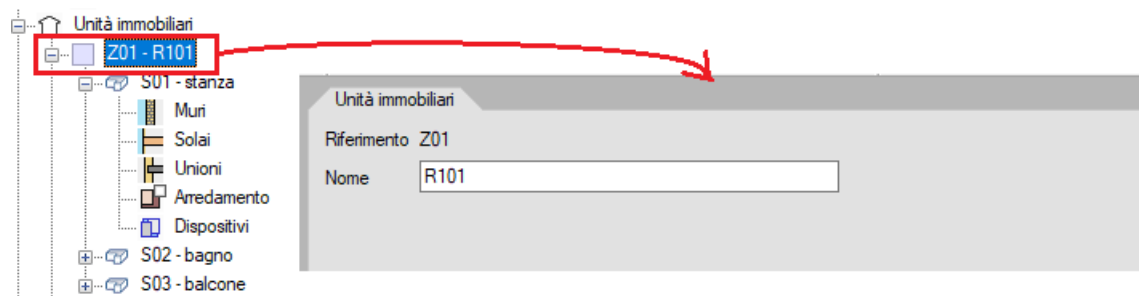 Unità immobiliari
Z01 - R101
S01 - stanza
Muri
Solai
Unioni
Arredamento
Dispositivi
S02 - bagno
S03 - balcone
Unità immobiliari
Riferimento Z01
Nome R101